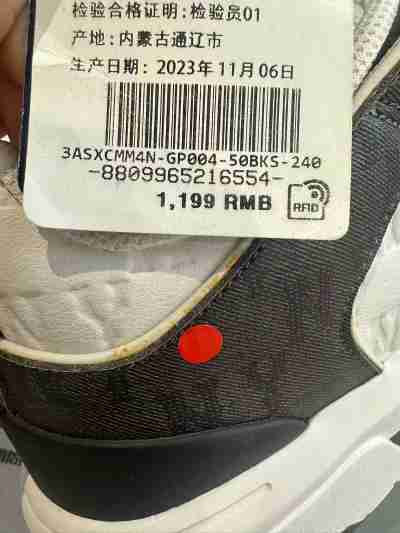 检验合格证明:检验员01
产地:内蒙古通辽市
生产日期:2023年11月06日
3ASXCMM4N-GP004-50BKS-240
-8809965216554-
1,199 RMB
RFID